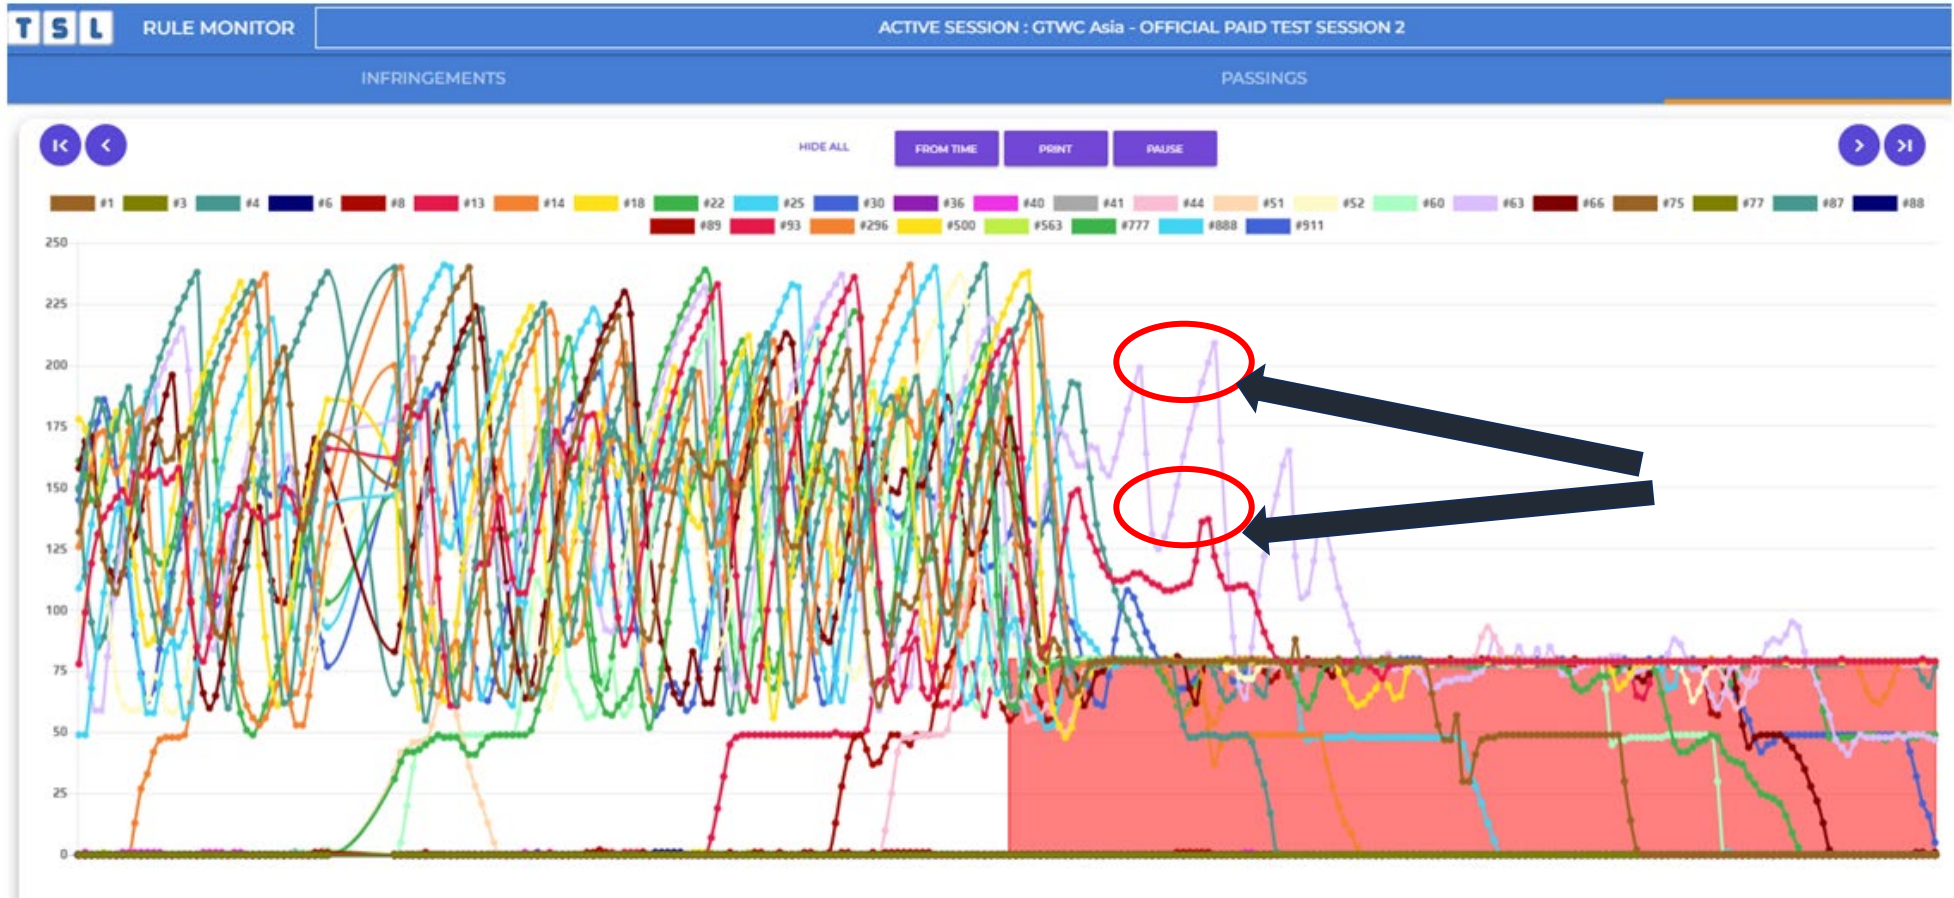 TSL RULE MONITOR ACTIVE SESSION : GTWC Asia - OFFICIAL PAID TEST SESSION 2
INFRINGEMENTS PASSINGS
HIDE ALL FROM TIME PRINT PAUSE
#1 #3 #4 #6 #8 #13 #14 #18 #22 #25 #30 #36 #40 #41 #44 #51 #52 #60 #63 #66 #75 #77 #87 #88
#89 #93 #296 #500 #563 #777 #888 #911
250
225
200
175
150
125
100
75
50
25
0